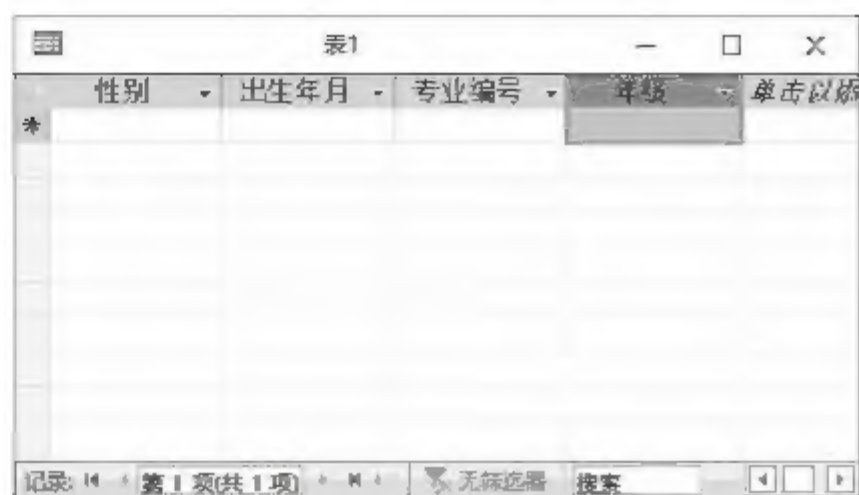 表1
性别 出生年月 专业编号 年级 单击以添
*
记录: 第 1 项(共 1 项) 无筛选器 搜索